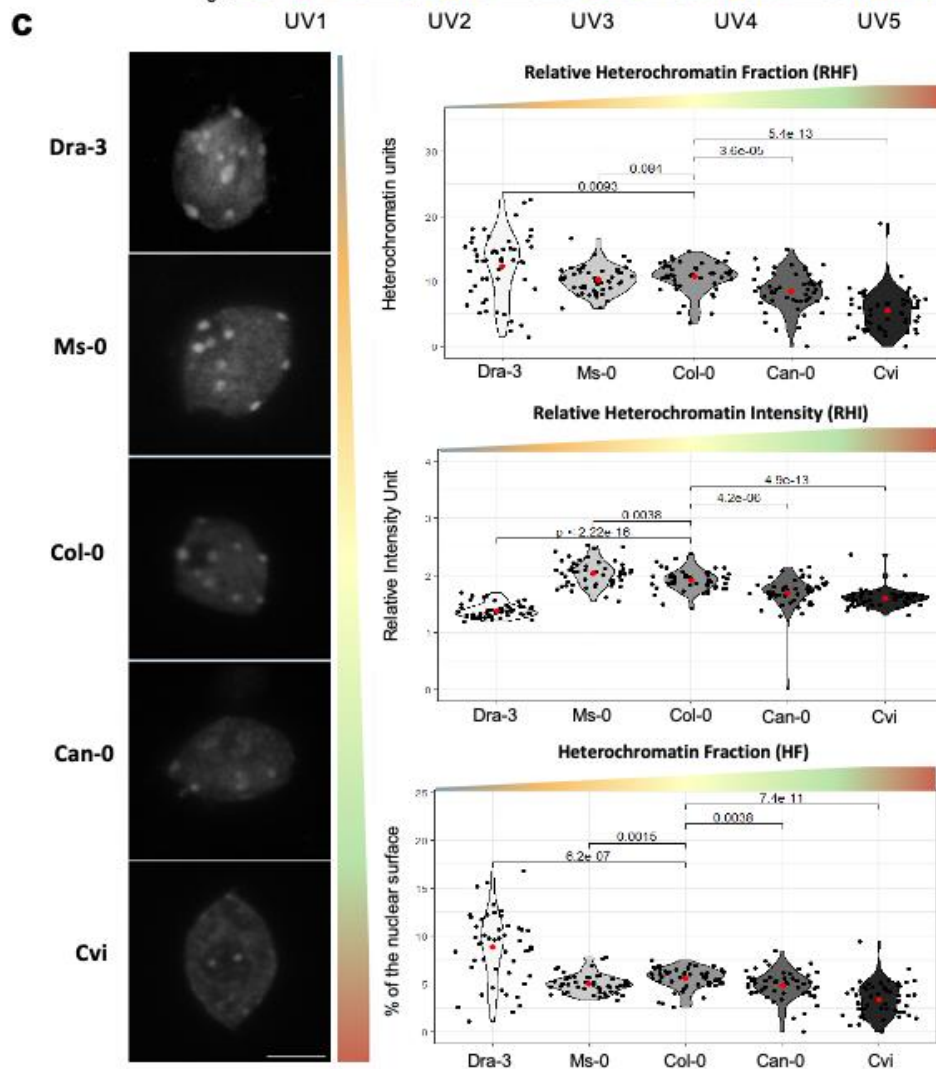 c
UV1 UV2 UV3 UV4 UV5
Dra-3
Ms-0
Col-0
Can-0
Cvi
Relative Heterochromatin Fraction (RHF)
Heterochromatin units
30
20
10
0
5.4e-13
3.6e-05
0.094
0.0093
Dra-3 Ms-0 Col-0 Can-0 Cvi
Relative Heterochromatin Intensity (RHI)
Relative Intensity Unit
4
3
2
1
0
4.9e-13
4.2e-06
0.0038
p < 2.22e-16
Dra-3 Ms-0 Col-0 Can-0 Cvi
Heterochromatin Fraction (HF)
% of the nuclear surface
25
20
15
10
5
0
7.4e-11
0.0038
0.0015
6.2e-07
Dra-3 Ms-0 Col-0 Can-0 Cvi